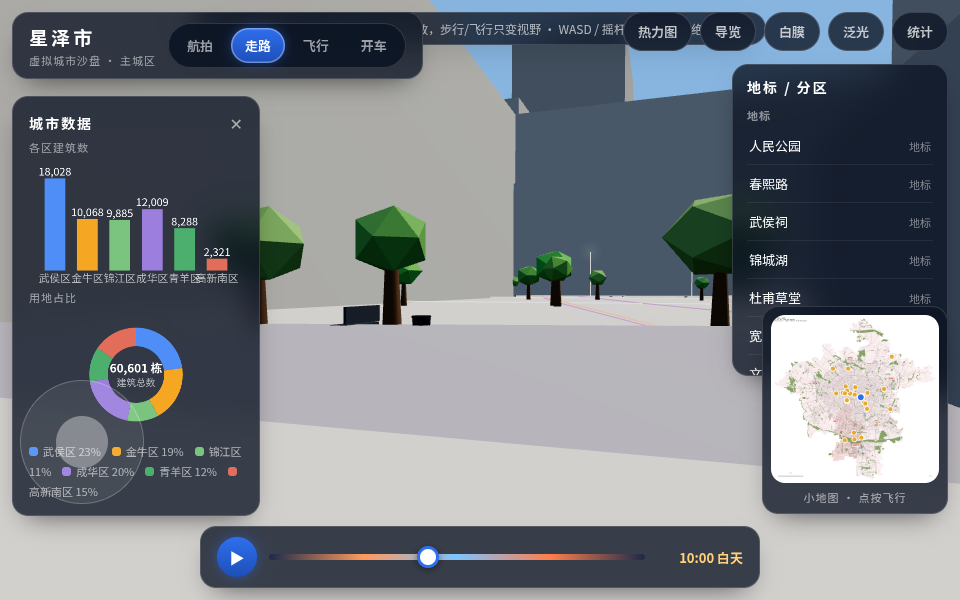 星泽市
虚拟城市沙盘 · 主城区
航拍
走路
飞行
开车
步行/飞行只变视野 · WASD / 摇杆
热力图
导览
白膜
泛光
统计
城市数据
×
各区建筑数
18,028
10,068
9,885
12,009
8,288
2,321
武侯区
金牛区
锦江区
成华区
青羊区
高新南区
用地占比
60,601 栋
建筑总数
武侯区 23% 金牛区 19% 锦江区
11% 成华区 20% 青羊区 12%
高新南区 15%
地标 / 分区
地标
人民公园 地标
春熙路 地标
武侯祠 地标
锦城湖 地标
杜甫草堂 地标
宽
小地图 · 点按飞行
10:00 白天